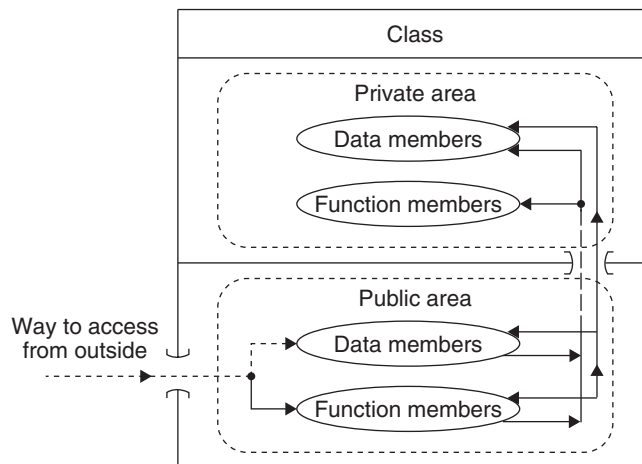 Class
Private area
Data members
Function members
Public area
Way to access
from outside
Data members
Function members